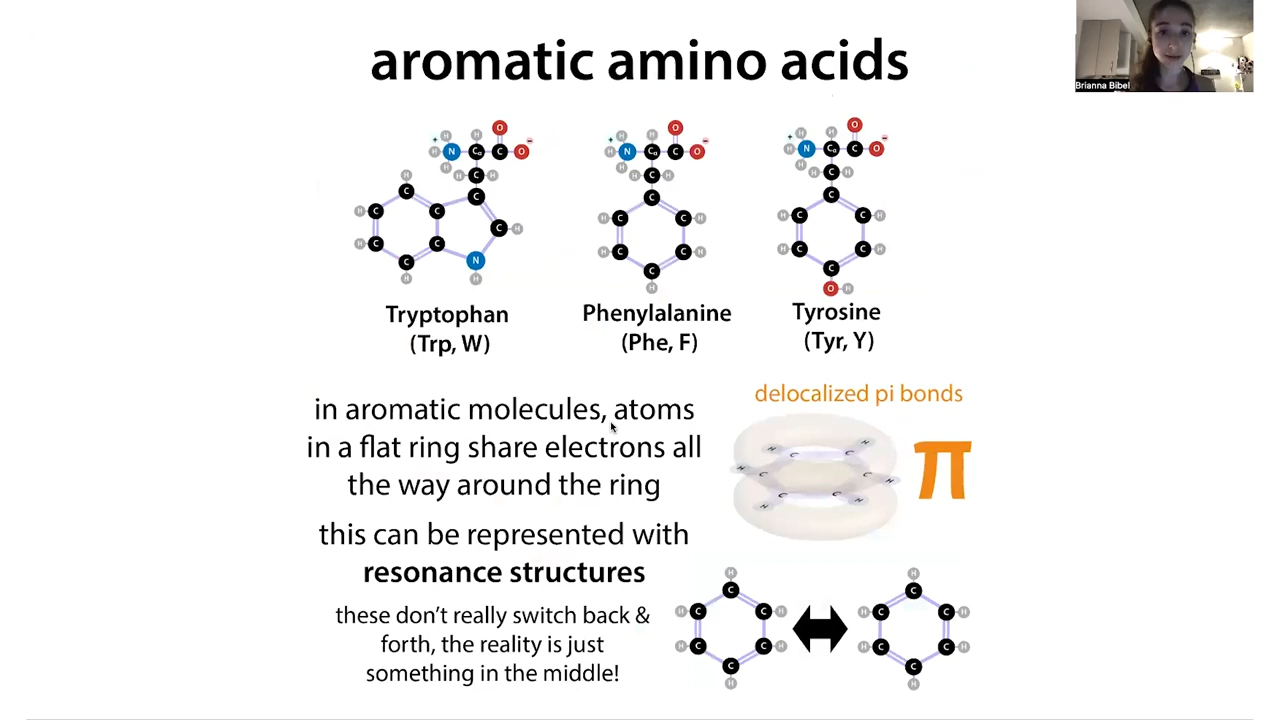 aromatic amino acids
Brianna Bibel
Tryptophan
(Trp, W)
Phenylalanine
(Phe, F)
Tyrosine
(Tyr, Y)
in aromatic molecules, atoms
in a flat ring share electrons all
the way around the ring
delocalized pi bonds
π
this can be represented with
resonance structures
these don’t really switch back &
forth, the reality is just
something in the middle!